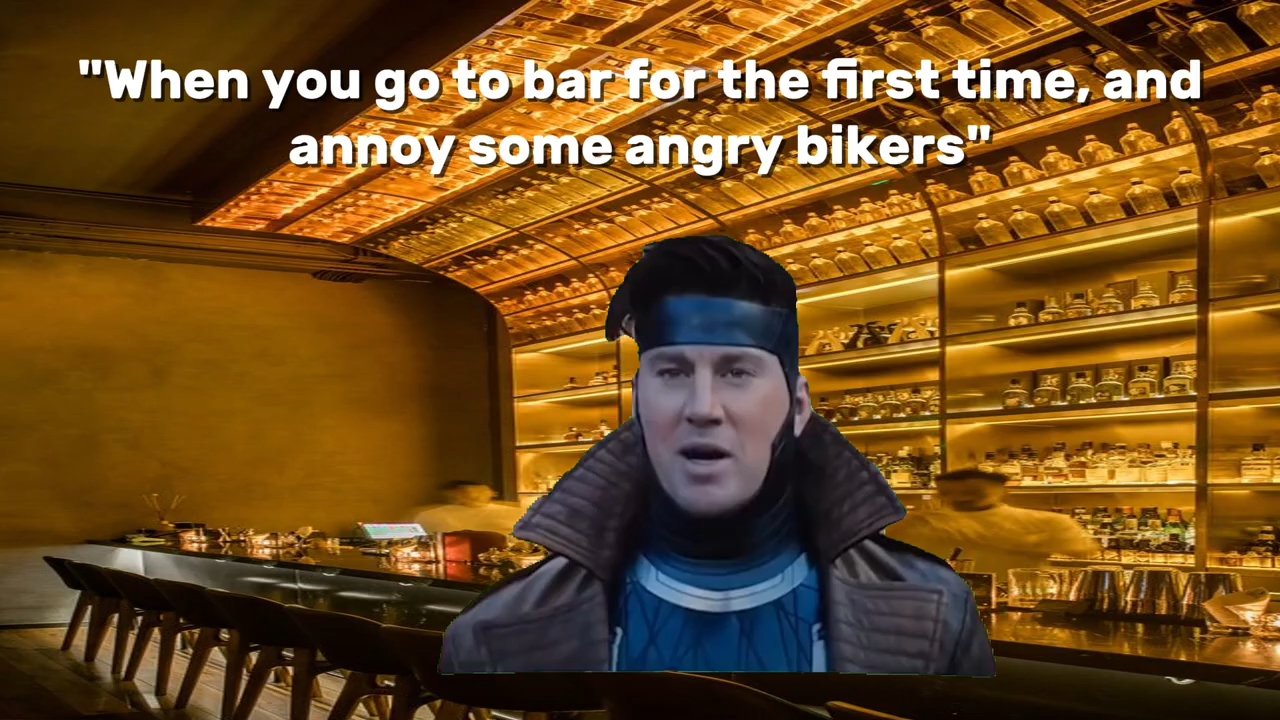 "When you go to bar for the first time, and
annoy some angry bikers"